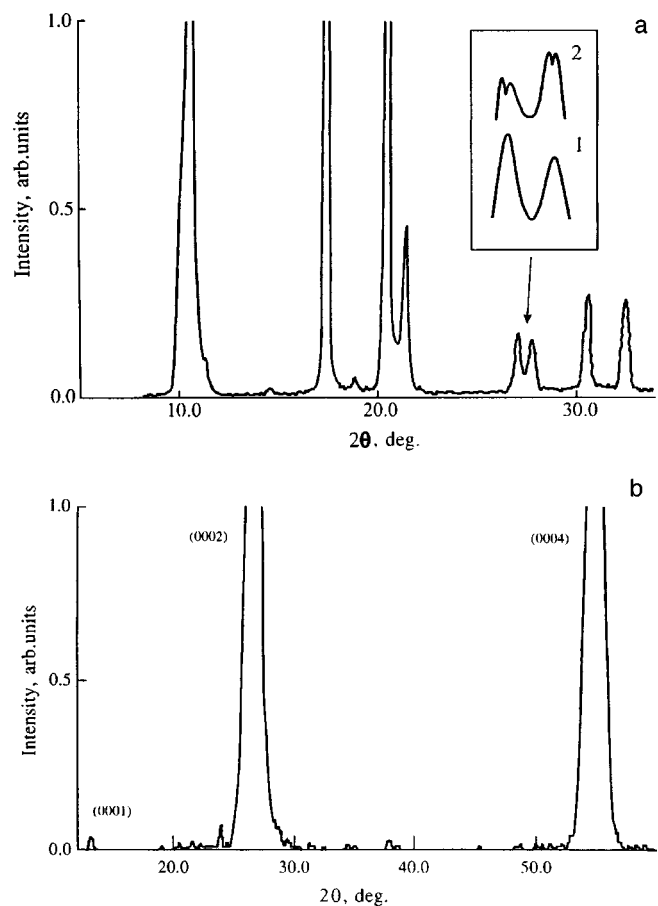 a
1.0
0.5
0.0
Intensity, arb.units
2
1
10.0 20.0 30.0
2θ, deg.
b
1.0
0.5
0.0
Intensity, arb.units
(0002)
(0004)
(0001)
20.0 30.0 40.0 50.0
2θ, deg.